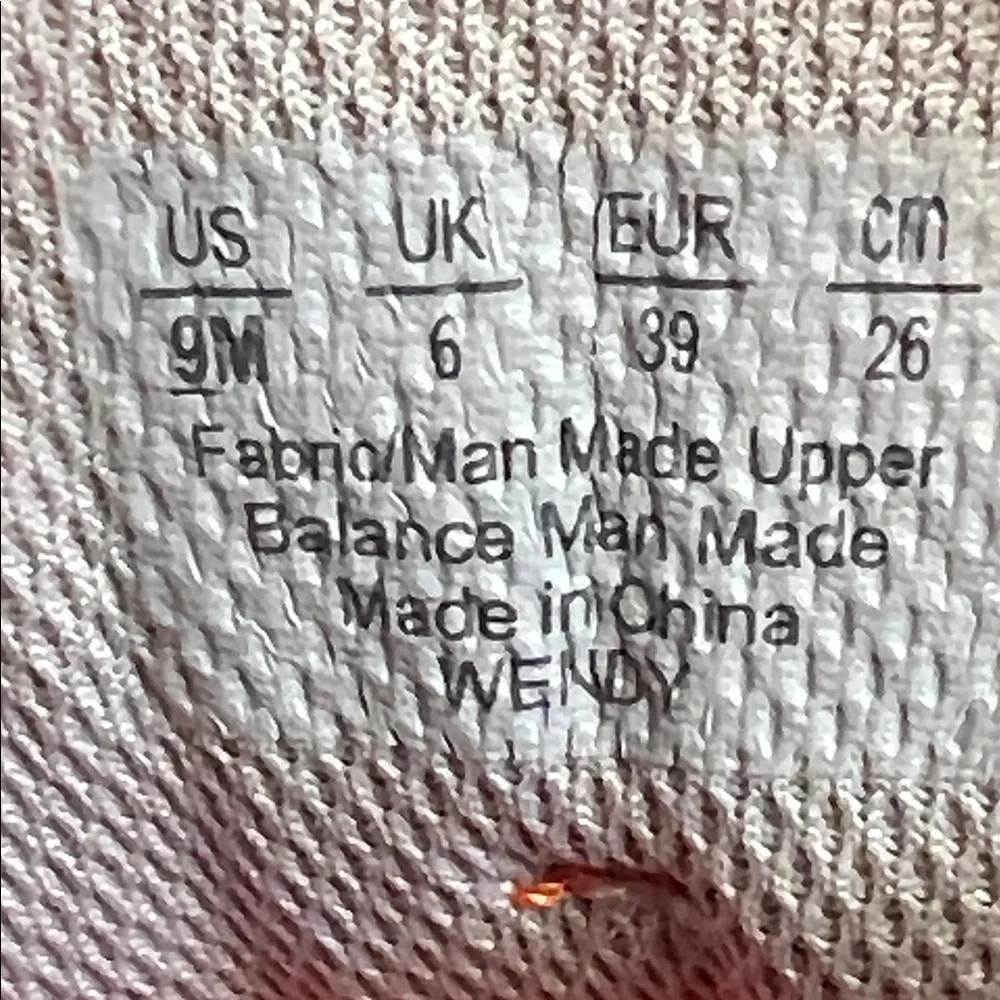 US UK EUR cm
9M 6 39 26
Fabric/Man Made Upper
Balance Man Made
Made in China
WENDY